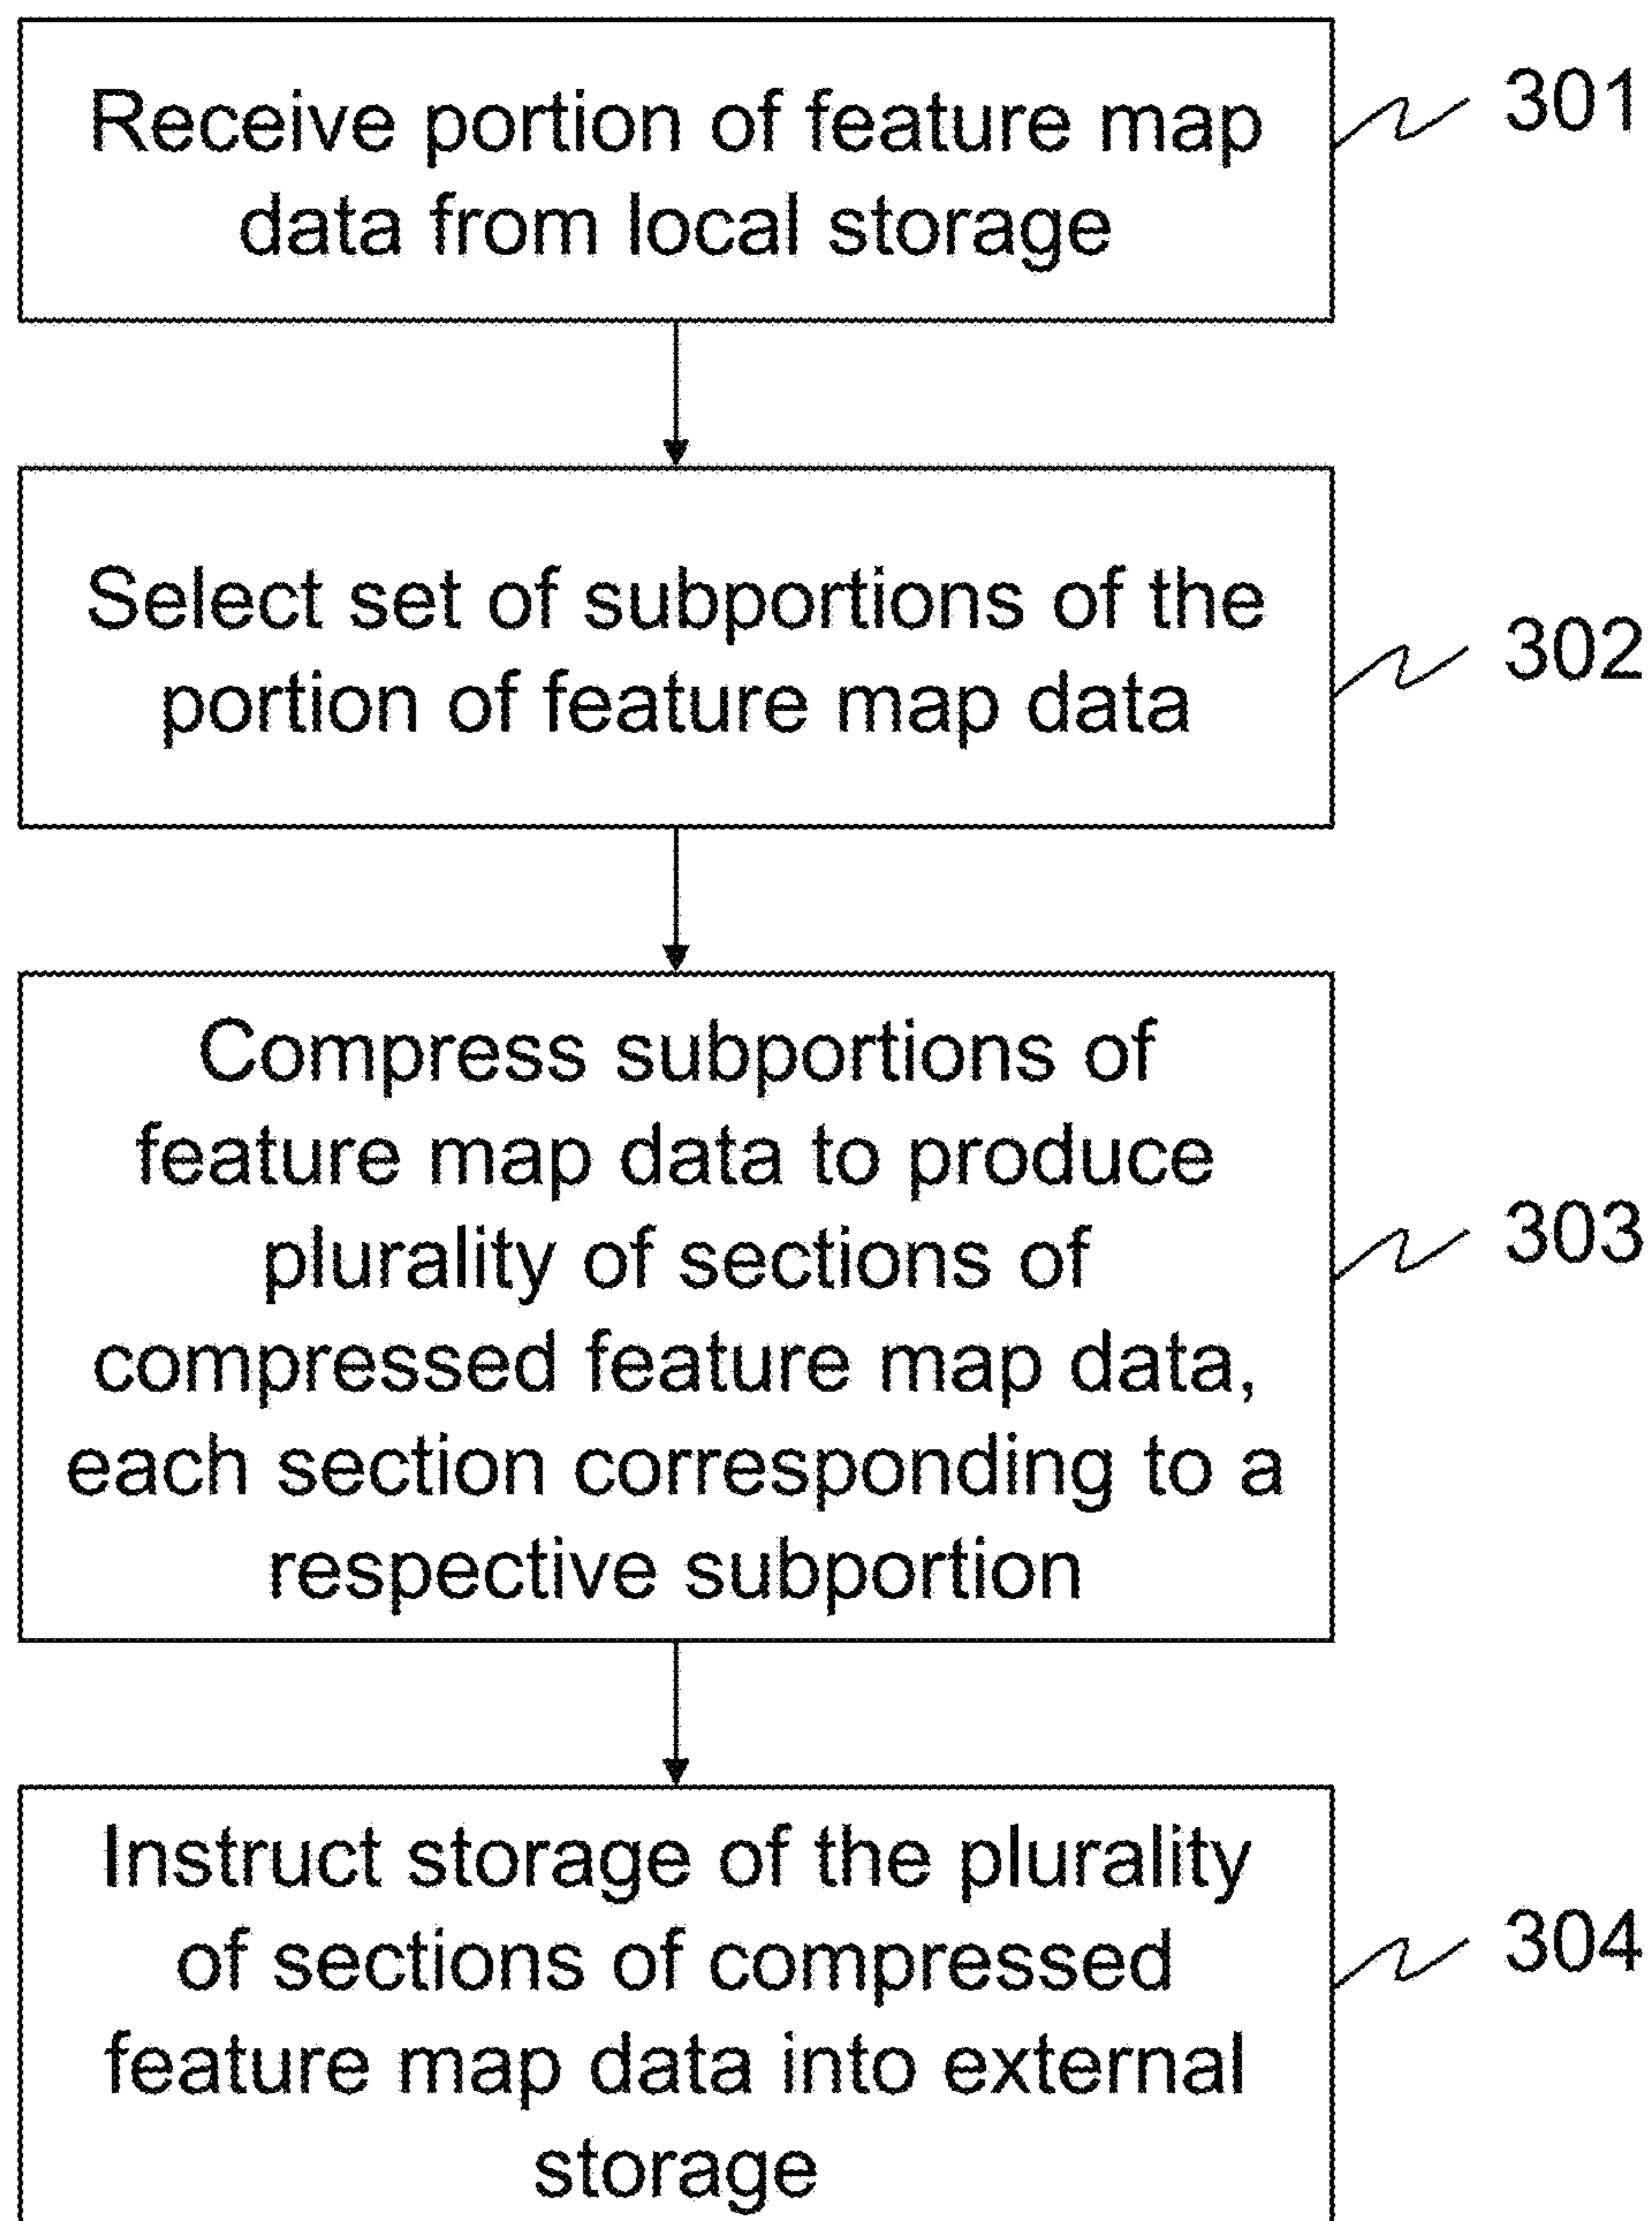 Receive portion of feature map
data from local storage
301
Select set of subportions of the
portion of feature map data
302
Compress subportions of
feature map data to produce
plurality of sections of
compressed feature map data,
each section corresponding to a
respective subportion
303
Instruct storage of the plurality
of sections of compressed
feature map data into external
storage
304